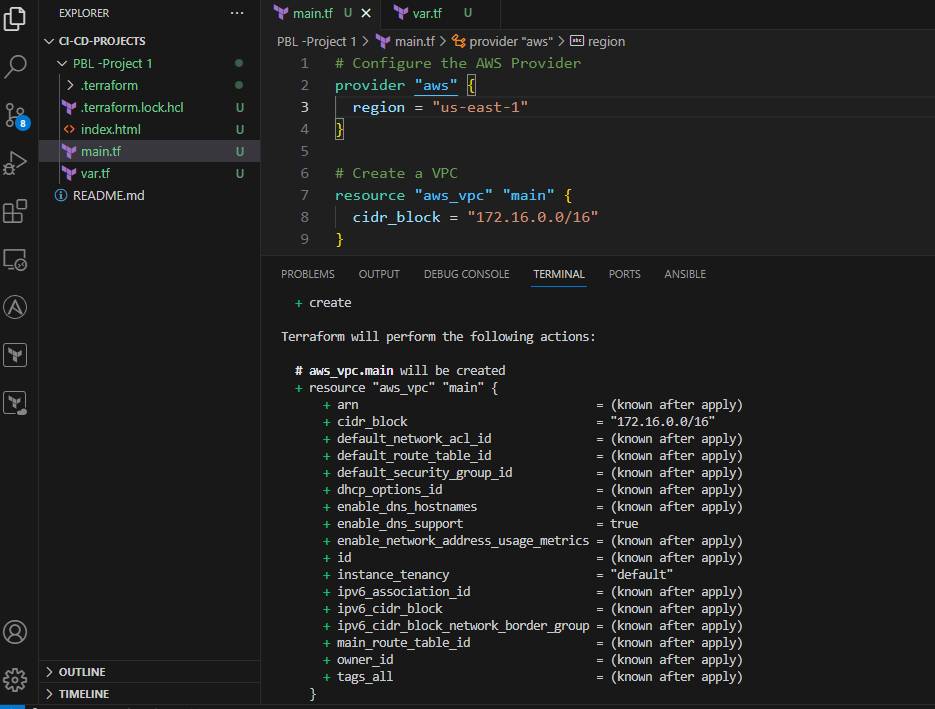 EXPLORER
...
CI-CD-PROJECTS
PBL -Project 1
.terraform
.terraform.lock.hcl U
index.html U
main.tf U
var.tf U
README.md
8
OUTLINE
TIMELINE
main.tf U
var.tf U
PBL -Project 1 > main.tf > provider "aws" > abc region
1 # Configure the AWS Provider
2 provider "aws" {
3 region = "us-east-1"
4 }
5
6 # Create a VPC
7 resource "aws_vpc" "main" {
8 cidr_block = "172.16.0.0/16"
9 }
PROBLEMS OUTPUT DEBUG CONSOLE TERMINAL PORTS ANSIBLE
+ create
Terraform will perform the following actions:
# aws_vpc.main will be created
+ resource "aws_vpc" "main" {
+ arn = (known after apply)
+ cidr_block = "172.16.0.0/16"
+ default_network_acl_id = (known after apply)
+ default_route_table_id = (known after apply)
+ default_security_group_id = (known after apply)
+ dhcp_options_id = (known after apply)
+ enable_dns_hostnames = (known after apply)
+ enable_dns_support = true
+ enable_network_address_usage_metrics = (known after apply)
+ id = (known after apply)
+ instance_tenancy = "default"
+ ipv6_association_id = (known after apply)
+ ipv6_cidr_block = (known after apply)
+ ipv6_cidr_block_network_border_group = (known after apply)
+ main_route_table_id = (known after apply)
+ owner_id = (known after apply)
+ tags_all = (known after apply)
}